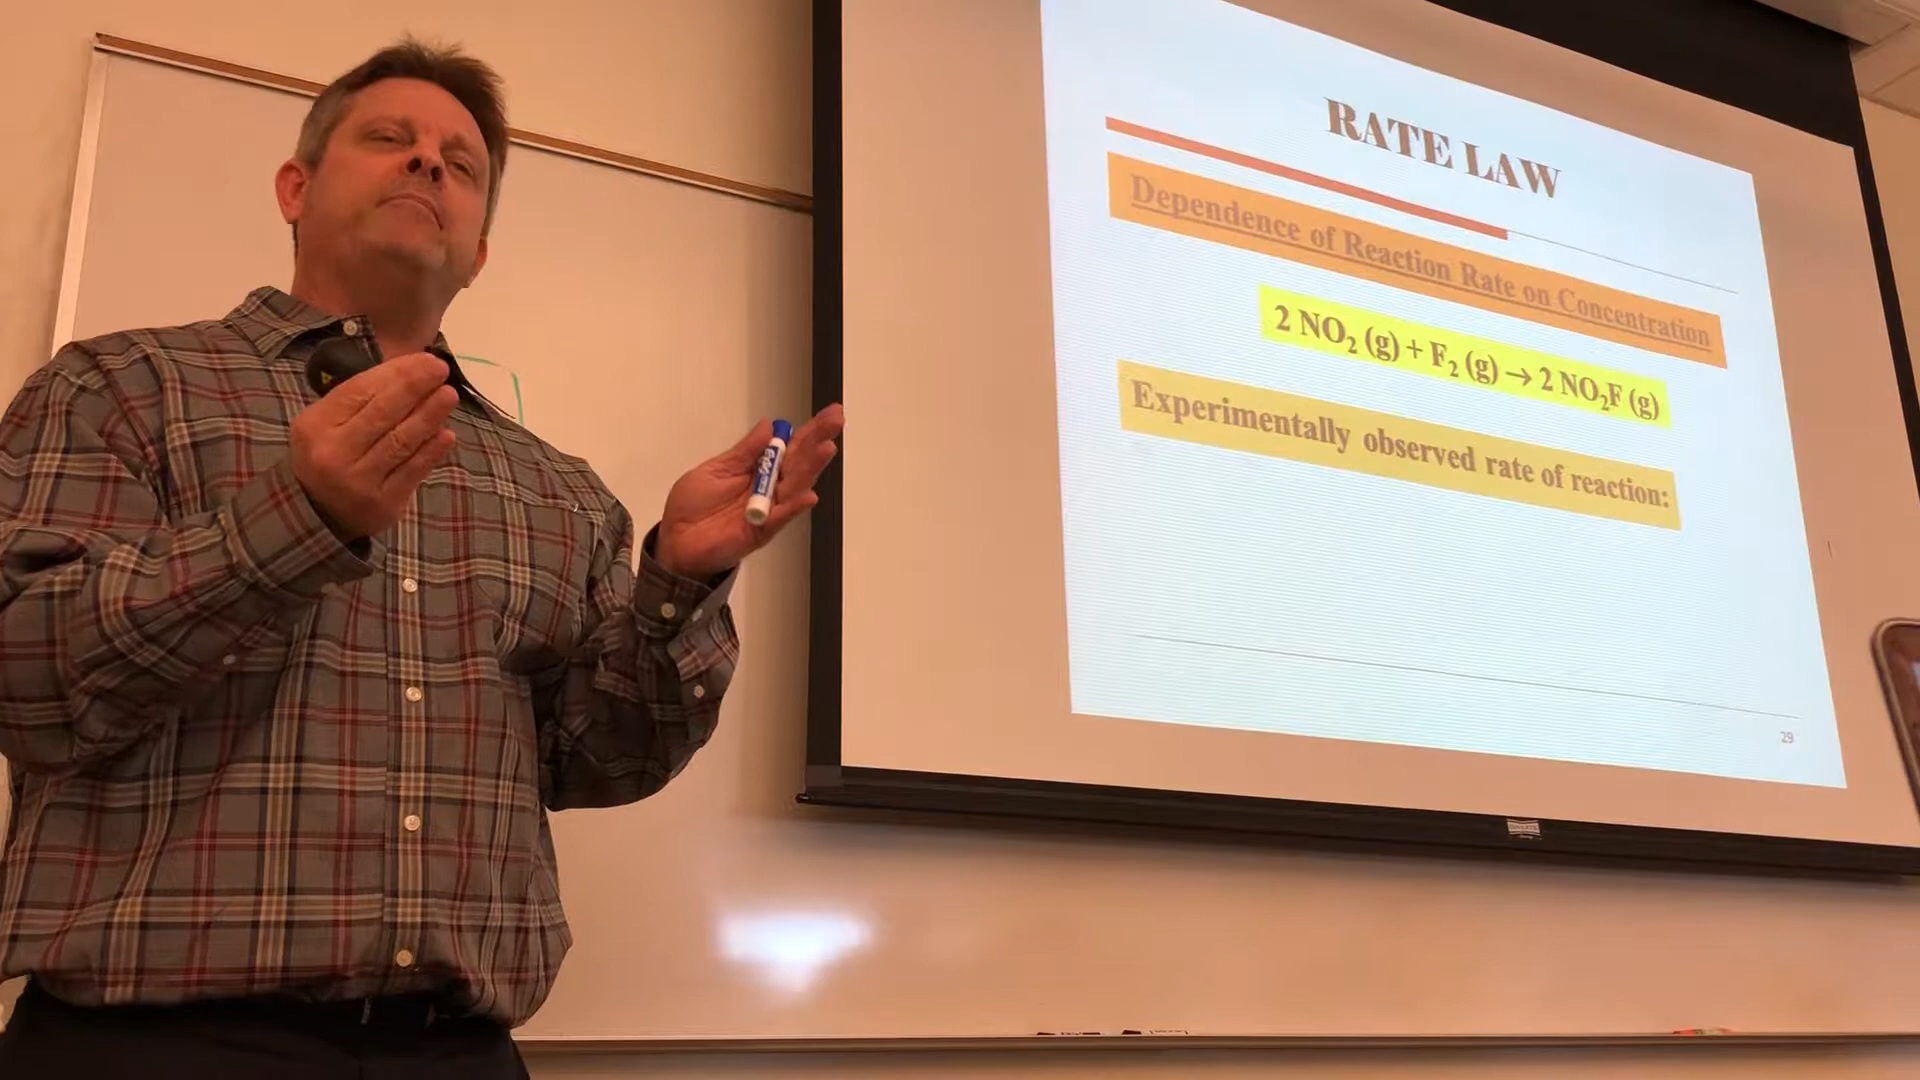 RATE LAW
Dependence of Reaction Rate on Concentration
2 NO₂ (g) + F₂ (g) → 2 NO₂F (g)
Experimentally observed rate of reaction:
29